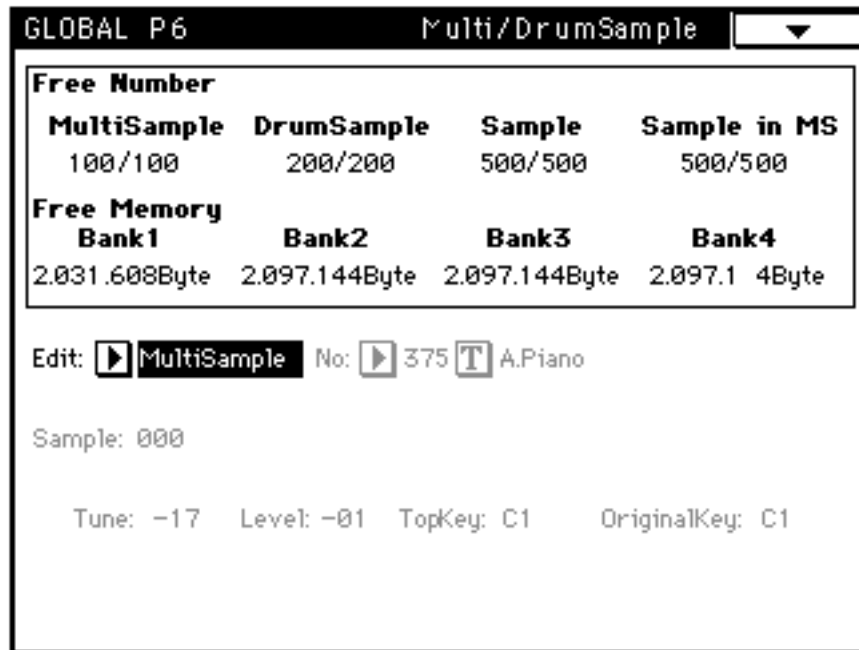 GLOBAL P6 Multi/DrumSample
Free Number
MultiSample DrumSample Sample Sample in MS
100/100 200/200 500/500 500/500
Free Memory
Bank1 Bank2 Bank3 Bank4
2.031.608Byte 2.097.144Byte 2.097.144Byte 2.097.1 4Byte
Edit: MultiSample No: 375 T A.Piano
Sample: 000
Tune: -17 Level: -01 TopKey: C1 OriginalKey: C1